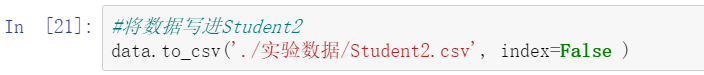 In [21]: #将数据写进Student2
data.to_csv('./实验数据/Student2.csv', index=False )